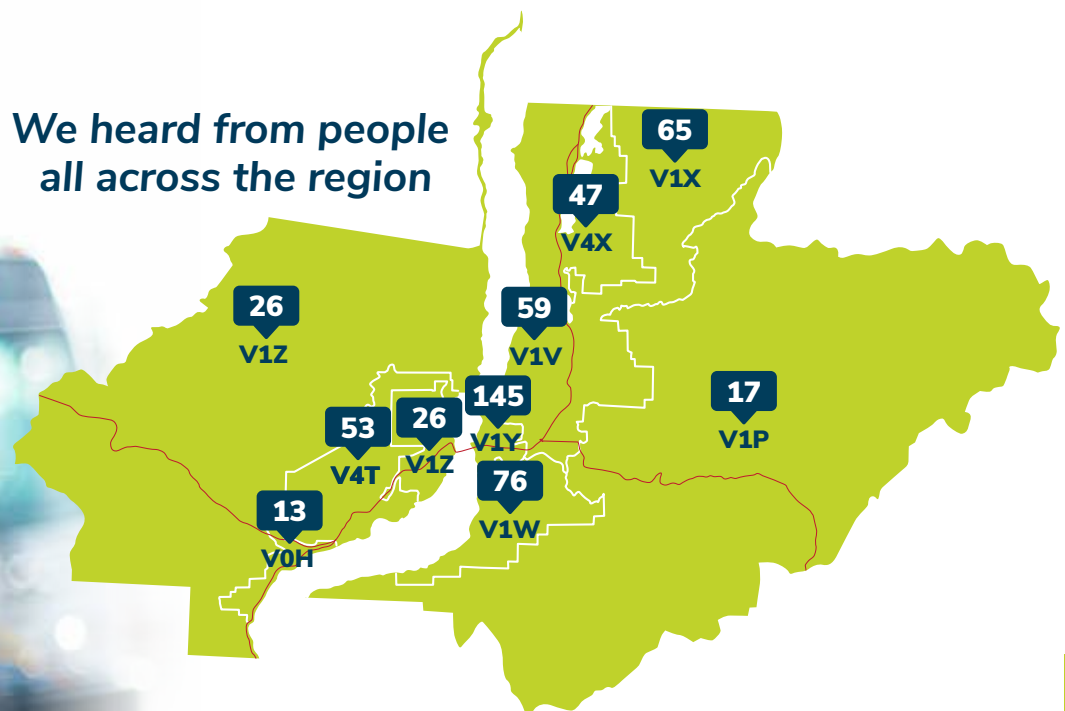 We heard from people
all across the region
65
V1X
47
V4X
26
V1Z
59
V1V
145
V1Y
17
V1P
53
V4T
26
V1Z
76
V1W
13
V0H